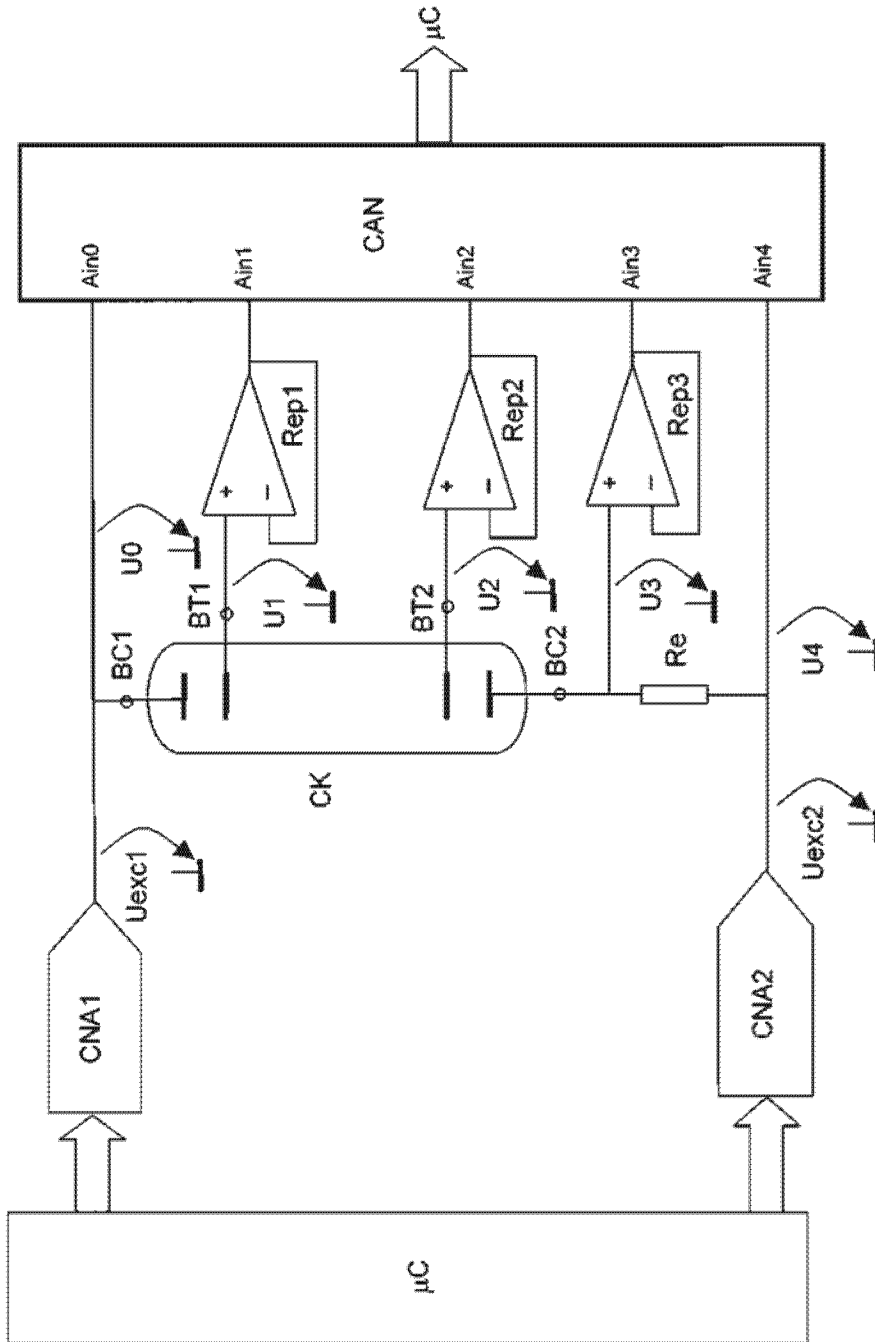 µC
CNA1
CNA2
Uexc1
Uexc2
CK
BC1
U0
BT1
U1
BT2
U2
BC2
U3
Re
U4
+
−
Rep1
+
−
Rep2
+
−
Rep3
Ain0
Ain1
Ain2
Ain3
Ain4
CAN
µC